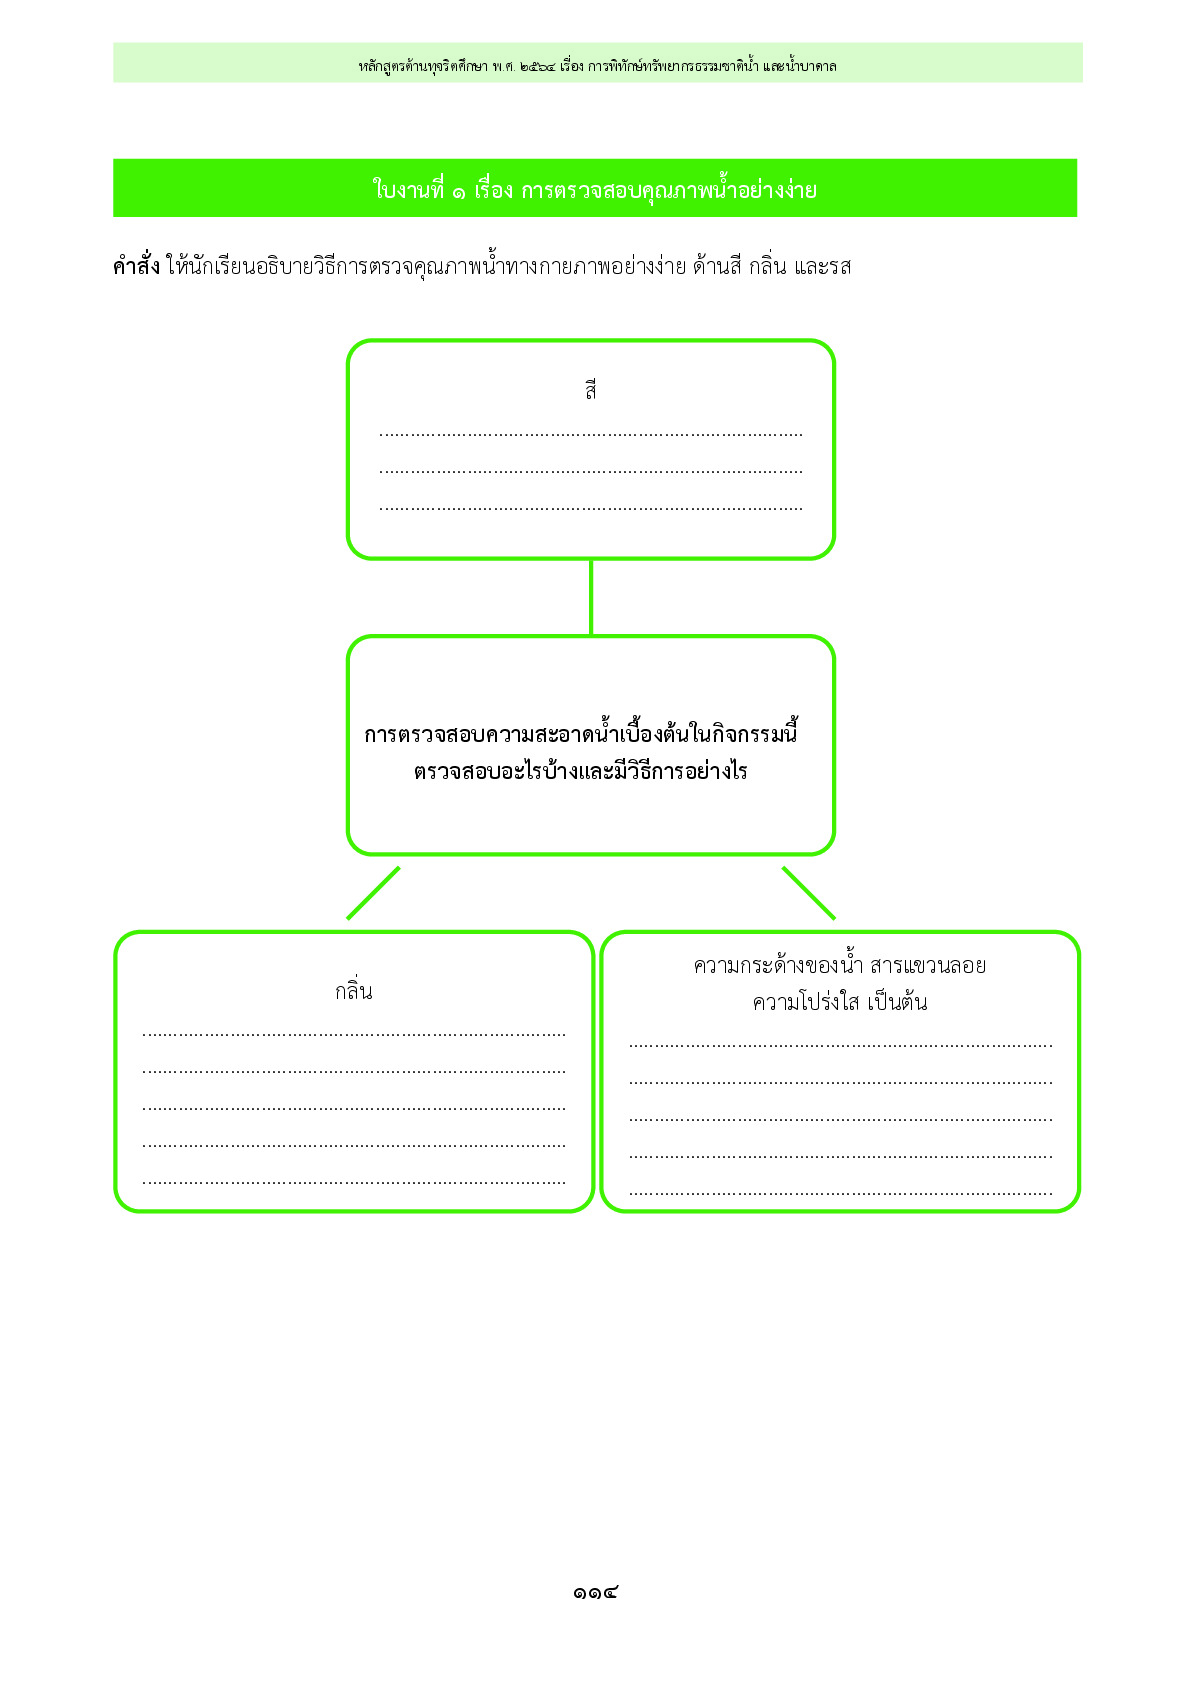 หลักสูตรต้านทุจริตศึกษา พ.ศ. ๒๕๖๔ เรื่อง การพิทักษ์ทรัพยากรธรรมชาติน้ำ และน้ำบาดาล
ใบงานที่ ๑ เรื่อง การตรวจสอบคุณภาพน้ำอย่างง่าย
คำสั่ง ให้นักเรียนอธิบายวิธีการตรวจคุณภาพน้ำทางกายภาพอย่างง่าย ด้านสี กลิ่น และรส
สี
................................................................................
................................................................................
................................................................................
การตรวจสอบความสะอาดน้ำเบื้องต้นในกิจกรรมนี้
ตรวจสอบอะไรบ้างและมีวิธีการอย่างไร
กลิ่น
................................................................................
................................................................................
................................................................................
................................................................................
................................................................................
ความกระด้างของน้ำ สารแขวนลอย
ความโปร่งใส เป็นต้น
................................................................................
................................................................................
................................................................................
................................................................................
................................................................................
๑๑๔